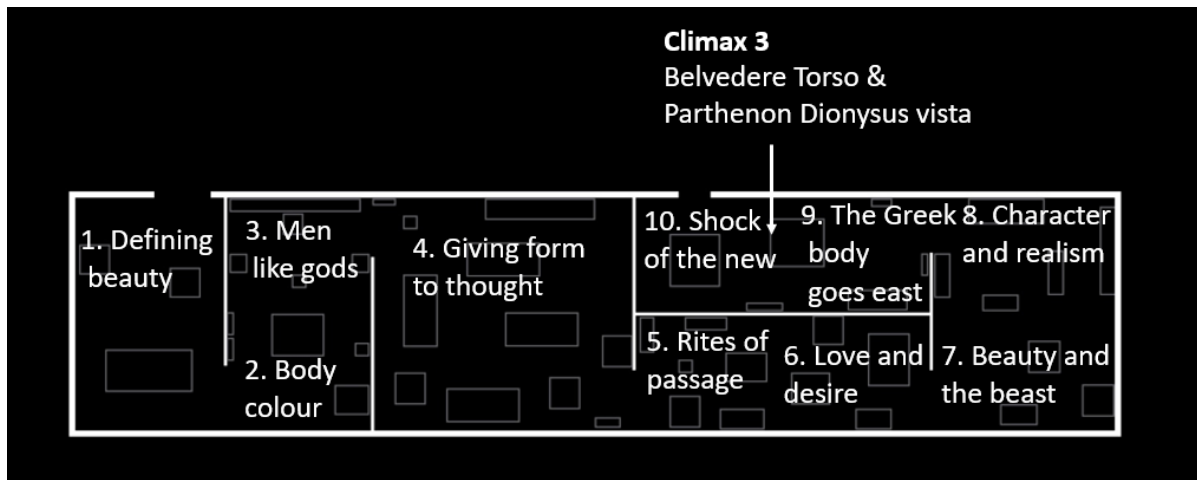 Climax 3
Belvedere Torso &
Parthenon Dionysus vista
1. Defining
beauty
3. Men
like gods
2. Body
colour
4. Giving form
to thought
10. Shock
of the new
9. The Greek
body
goes east
8. Character
and realism
5. Rites of
passage
6. Love and
desire
7. Beauty and
the beast